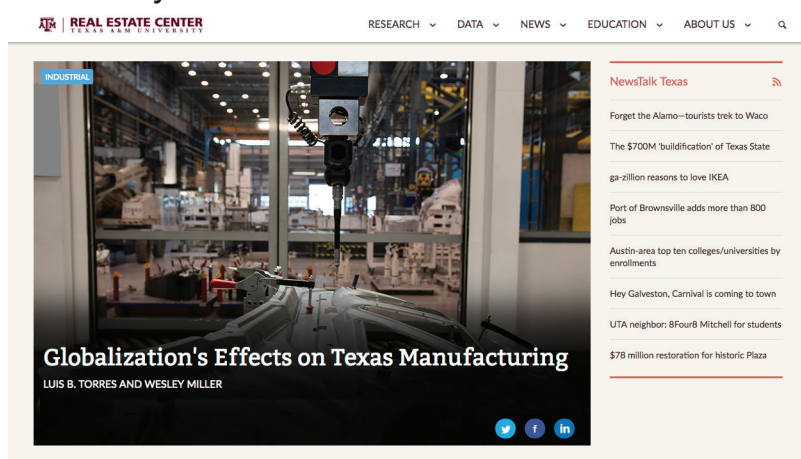 ATM | REAL ESTATE CENTER
TEXAS A&M UNIVERSITY
RESEARCH
DATA
NEWS
EDUCATION
ABOUT US
INDUSTRIAL
Globalization's Effects on Texas Manufacturing
LUIS B. TORRES AND WESLEY MILLER
f
in
NewsTalk Texas
Forget the Alamo—tourists trek to Waco
The $700M 'buildification' of Texas State
ga-zillion reasons to love IKEA
Port of Brownsville adds more than 800
jobs
Austin-area top ten colleges/universities by
enrollments
Hey Galveston, Carnival is coming to town
UTA neighbor: 8Four8 Mitchell for students
$78 million restoration for historic Plaza